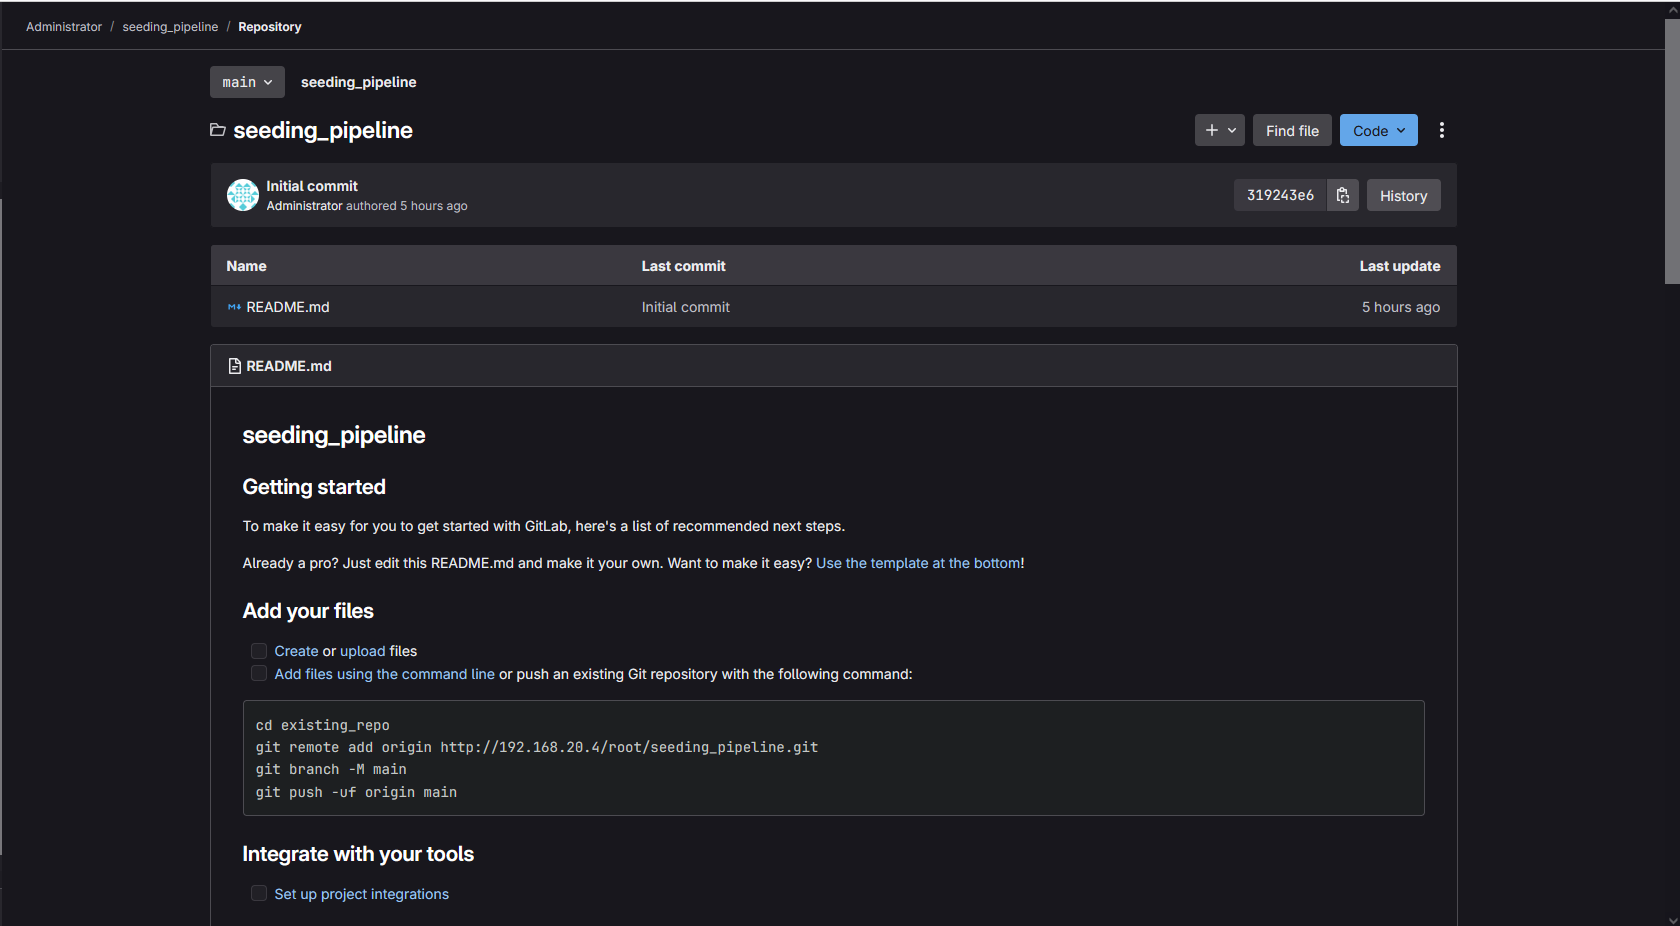 Administrator / seeding_pipeline / Repository
main seeding_pipeline
seeding_pipeline
Find file Code
Initial commit
Administrator authored 5 hours ago
319243e6 History
Name Last commit Last update
README.md Initial commit 5 hours ago
README.md
seeding_pipeline
Getting started
To make it easy for you to get started with GitLab, here's a list of recommended next steps.
Already a pro? Just edit this README.md and make it your own. Want to make it easy? Use the template at the bottom!
Add your files
Create or upload files
Add files using the command line or push an existing Git repository with the following command:
cd existing_repo
git remote add origin http://192.168.20.4/root/seeding_pipeline.git
git branch -M main
git push -uf origin main
Integrate with your tools
Set up project integrations